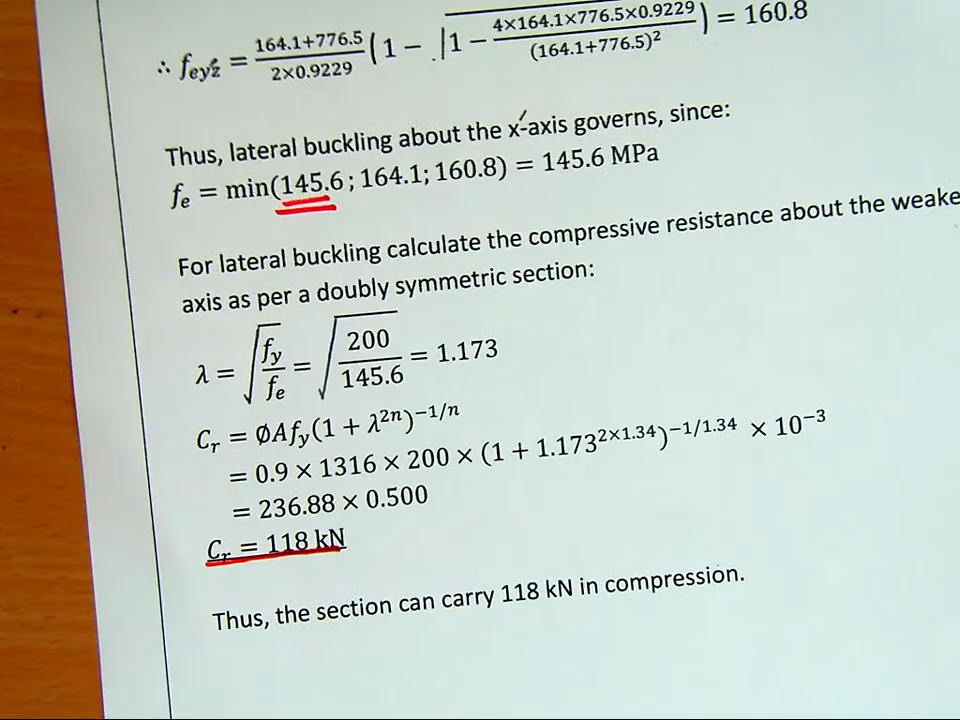 ∴ f_eyz = (164.1+776.5)/(2×0.9229) (1 − √(1 − (4×164.1×776.5×0.9229)/(164.1+776.5)²)) = 160.8
Thus, lateral buckling about the x'-axis governs, since:
f_e = min(145.6; 164.1; 160.8) = 145.6 MPa
For lateral buckling calculate the compressive resistance about the weake
axis as per a doubly symmetric section:
λ = √(f_y/f_e) = √(200/145.6) = 1.173
C_r = ØAf_y(1 + λ^2n)^−1/n
= 0.9 × 1316 × 200 × (1 + 1.173^2×1.34)^−1/1.34 × 10^−3
= 236.88 × 0.500
C_r = 118 kN
Thus, the section can carry 118 kN in compression.